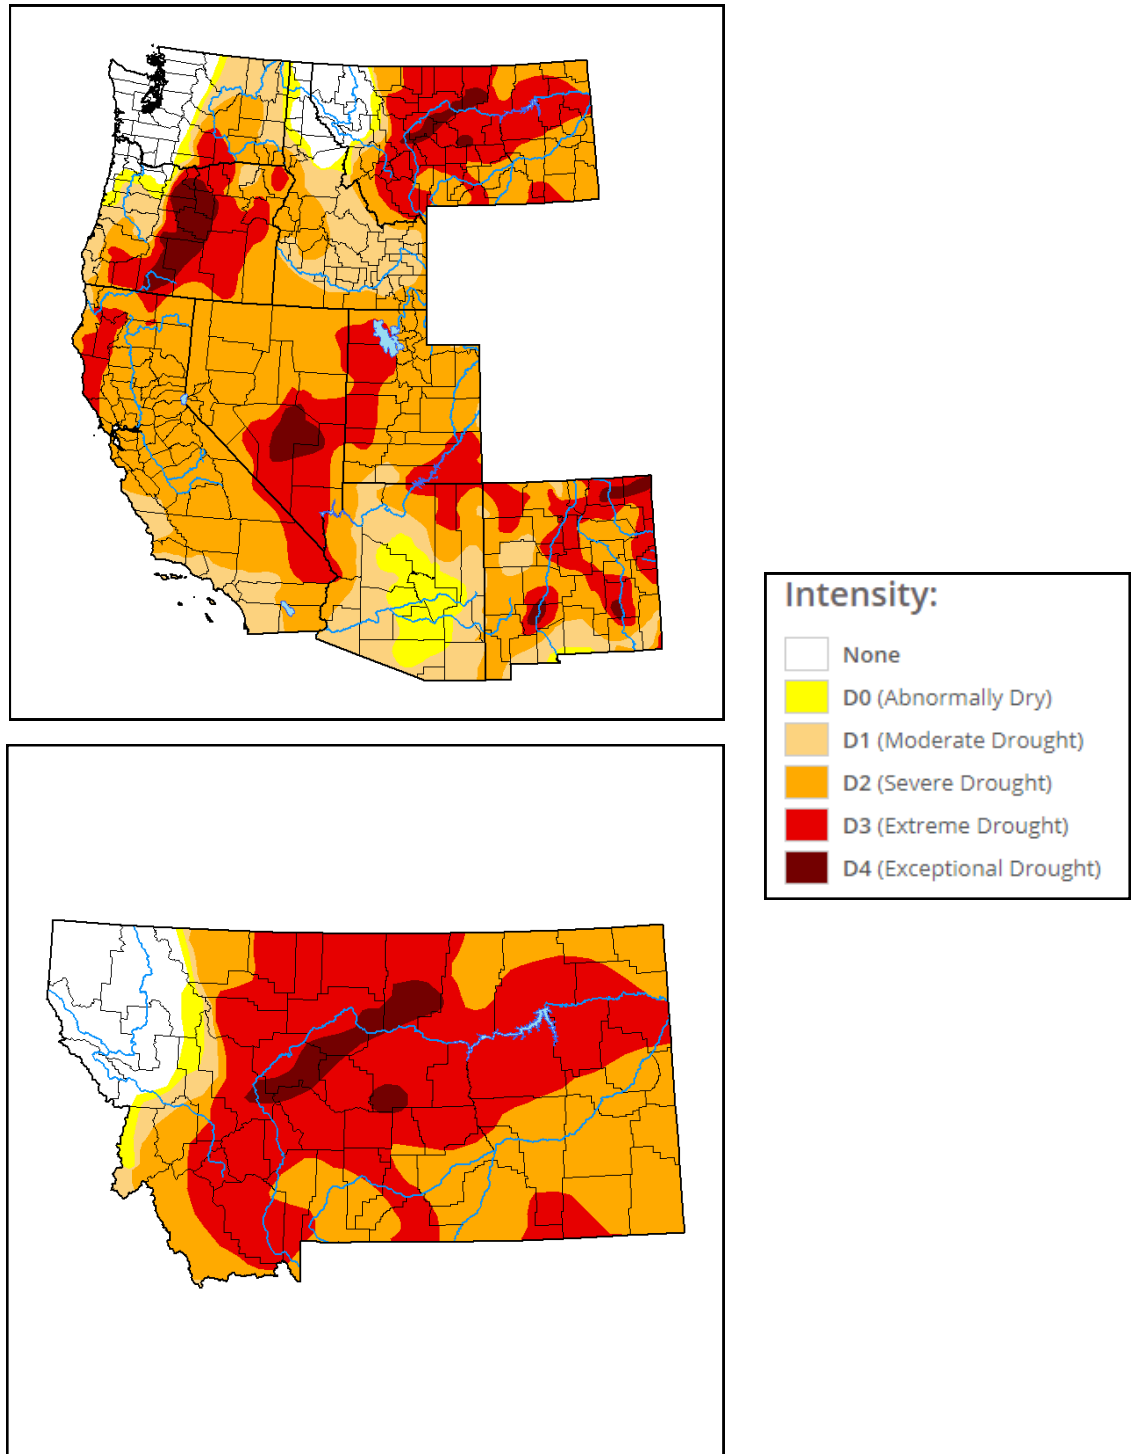 Intensity:
None
D0 (Abnormally Dry)
D1 (Moderate Drought)
D2 (Severe Drought)
D3 (Extreme Drought)
D4 (Exceptional Drought)